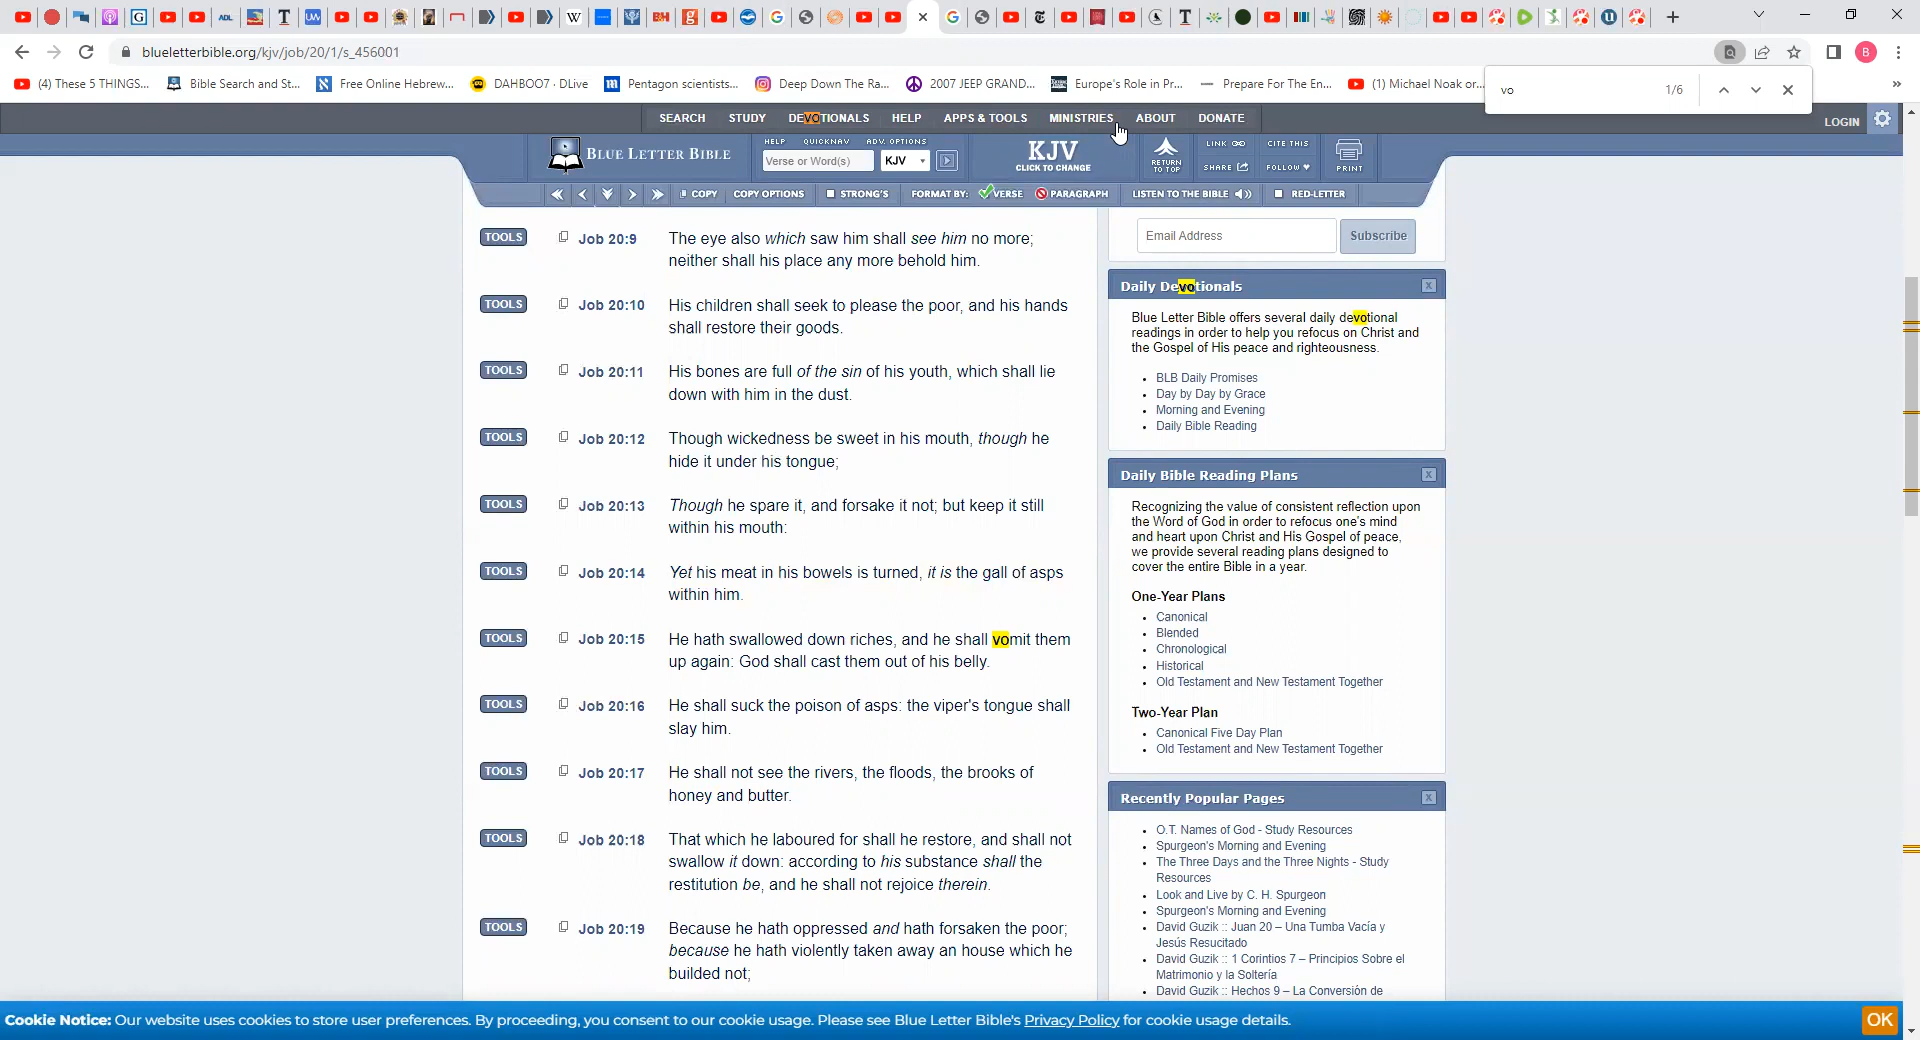 blueletterbible.org/kjv/job/20/1/s_456001
B
(4) These 5 THINGS...
Bible Search and St...
Free Online Hebrew...
DAHBOO7 · DLive
Pentagon scientists...
Deep Down The Ra...
2007 JEEP GRAND...
Europe's Role in Pr...
Prepare For The En...
(1) Michael Noak or...
vo
1/6
SEARCH STUDY DEVOTIONALS HELP APPS & TOOLS MINISTRIES ABOUT DONATE
LOGIN
BLUE LETTER BIBLE
HELP QUICKNAV ADV. OPTIONS
Verse or Word(s) KJV
KJV
CLICK TO CHANGE
RETURN
TO TOP
LINK
SHARE
CITE THIS
FOLLOW
PRINT
COPY COPY OPTIONS STRONG'S FORMAT BY: VERSE PARAGRAPH LISTEN TO THE BIBLE RED-LETTER
TOOLS Job 20:9 The eye also which saw him shall see him no more;
neither shall his place any more behold him.
TOOLS Job 20:10 His children shall seek to please the poor, and his hands
shall restore their goods.
TOOLS Job 20:11 His bones are full of the sin of his youth, which shall lie
down with him in the dust.
TOOLS Job 20:12 Though wickedness be sweet in his mouth, though he
hide it under his tongue;
TOOLS Job 20:13 Though he spare it, and forsake it not; but keep it still
within his mouth:
TOOLS Job 20:14 Yet his meat in his bowels is turned, it is the gall of asps
within him.
TOOLS Job 20:15 He hath swallowed down riches, and he shall vomit them
up again: God shall cast them out of his belly.
TOOLS Job 20:16 He shall suck the poison of asps: the viper's tongue shall
slay him.
TOOLS Job 20:17 He shall not see the rivers, the floods, the brooks of
honey and butter.
TOOLS Job 20:18 That which he laboured for shall he restore, and shall not
swallow it down: according to his substance shall the
restitution be, and he shall not rejoice therein.
TOOLS Job 20:19 Because he hath oppressed and hath forsaken the poor;
because he hath violently taken away an house which he
builded not;
Email Address Subscribe
Daily Devotionals
Blue Letter Bible offers several daily devotional
readings in order to help you refocus on Christ and
the Gospel of His peace and righteousness.
BLB Daily Promises
Day by Day by Grace
Morning and Evening
Daily Bible Reading
Daily Bible Reading Plans
Recognizing the value of consistent reflection upon
the Word of God in order to refocus one's mind
and heart upon Christ and His Gospel of peace,
we provide several reading plans designed to
cover the entire Bible in a year.
One-Year Plans
Canonical
Blended
Chronological
Historical
Old Testament and New Testament Together
Two-Year Plan
Canonical Five Day Plan
Old Testament and New Testament Together
Recently Popular Pages
O.T. Names of God - Study Resources
Spurgeon's Morning and Evening
The Three Days and the Three Nights - Study
Resources
Look and Live by C. H. Spurgeon
Spurgeon's Morning and Evening
David Guzik :: Juan 20 – Una Tumba Vacía y
Jesús Resucitado
David Guzik :: 1 Corintios 7 – Principios Sobre el
Matrimonio y la Soltería
David Guzik :: Hechos 9 – La Conversión de
Cookie Notice: Our website uses cookies to store user preferences. By proceeding, you consent to our cookie usage. Please see Blue Letter Bible's Privacy Policy for cookie usage details.
OK